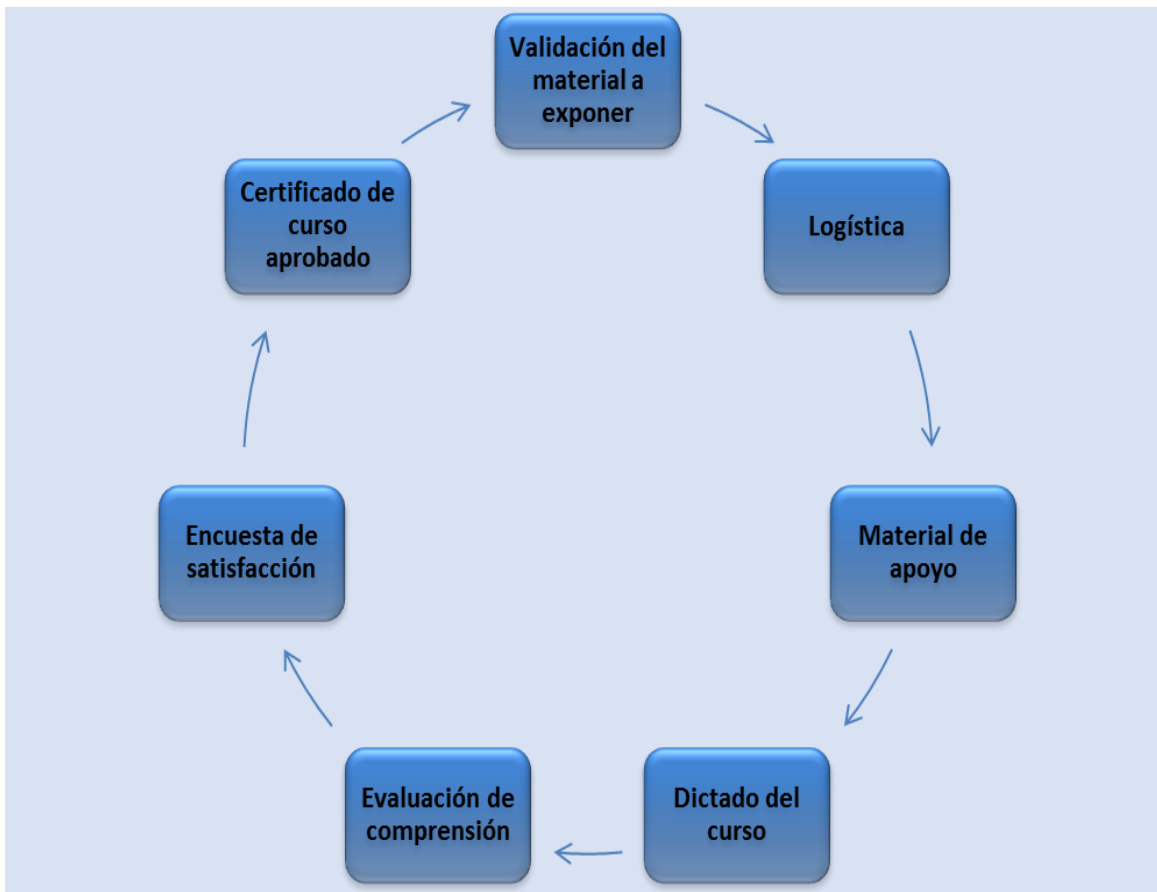 Validación del
material a
exponer
Logística
Material de
apoyo
Dictado del
curso
Evaluación de
comprensión
Encuesta de
satisfacción
Certificado de
curso
aprobado